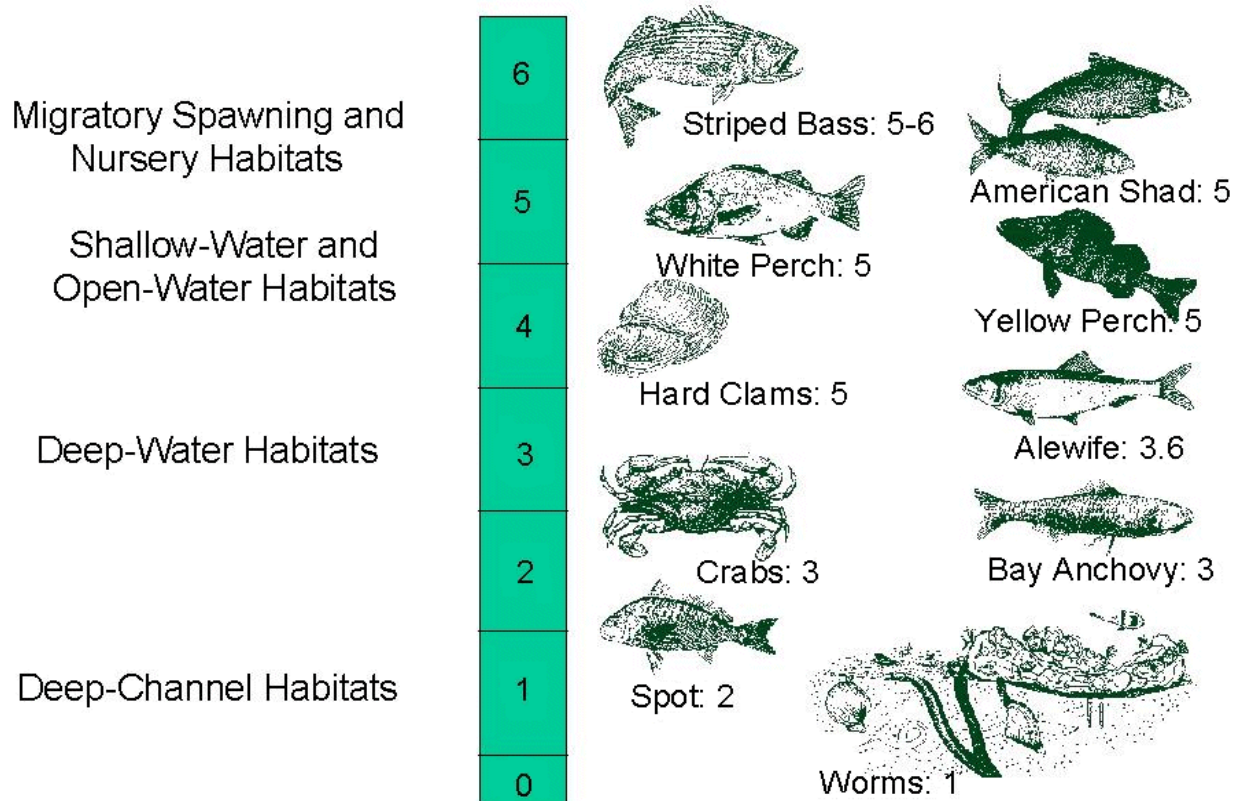 Migratory Spawning and
Nursery Habitats
Shallow-Water and
Open-Water Habitats
Deep-Water Habitats
Deep-Channel Habitats
6
5
4
3
2
1
0
Striped Bass: 5-6
American Shad: 5
White Perch: 5
Yellow Perch: 5
Hard Clams: 5
Alewife: 3.6
Crabs: 3
Bay Anchovy: 3
Spot: 2
Worms: 1